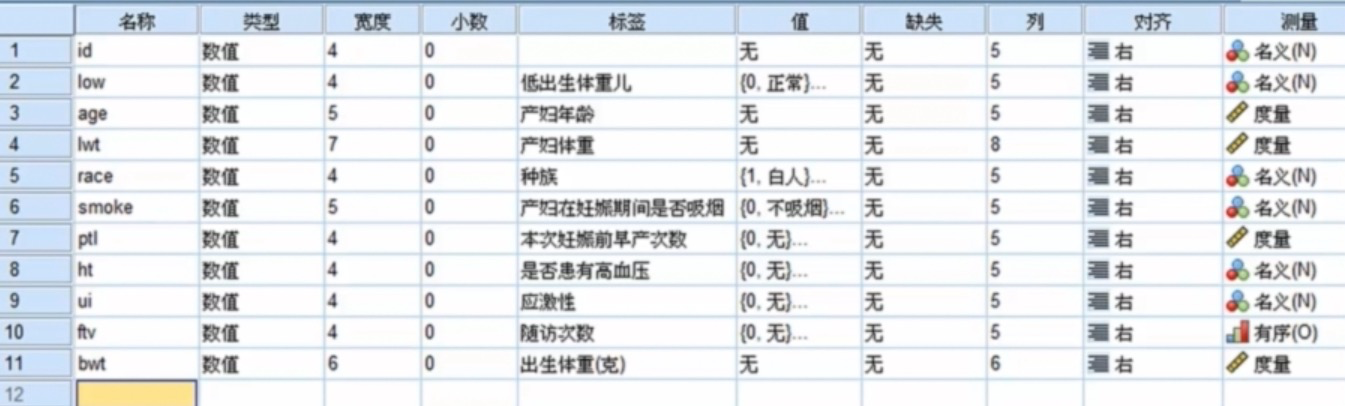 名称 类型 宽度 小数 标签 值 缺失 列 对齐 测量
1 id 数值 4 0 无 无 5 右 名义(N)
2 low 数值 4 0 低出生体重儿 {0, 正常}... 无 5 右 名义(N)
3 age 数值 5 0 产妇年龄 无 无 5 右 度量
4 lwt 数值 7 0 产妇体重 无 无 8 右 度量
5 race 数值 4 0 种族 {1, 白人}... 无 5 右 名义(N)
6 smoke 数值 5 0 产妇在妊娠期间是否吸烟 {0, 不吸烟}... 无 5 右 名义(N)
7 ptl 数值 4 0 本次妊娠前早产次数 {0, 无}... 无 5 右 度量
8 ht 数值 4 0 是否患有高血压 {0, 无}... 无 5 右 名义(N)
9 ui 数值 4 0 应激性 {0, 无}... 无 5 右 名义(N)
10 ftv 数值 4 0 随访次数 {0, 无}... 无 5 右 有序(O)
11 bwt 数值 6 0 出生体重(克) 无 无 6 右 度量
12